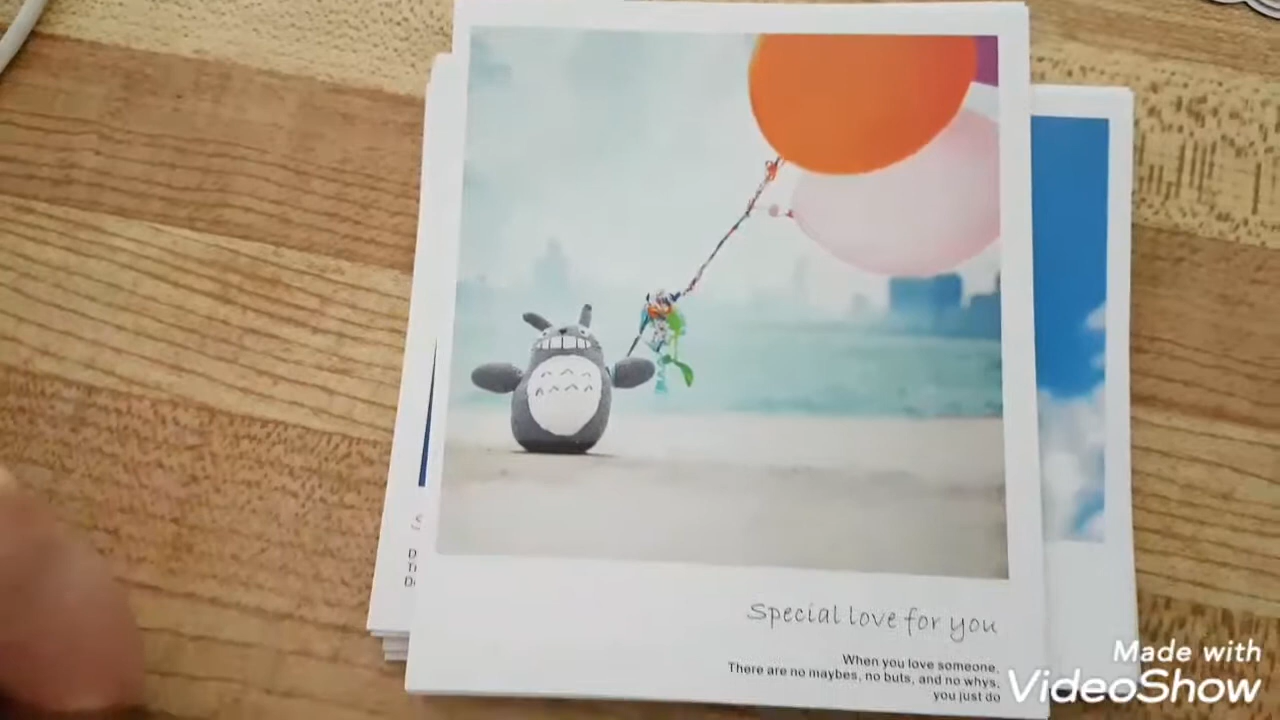 Special love for you
When you love someone.
There are no maybes, no buts, and no whys.
you just do
Made with
VideoShow